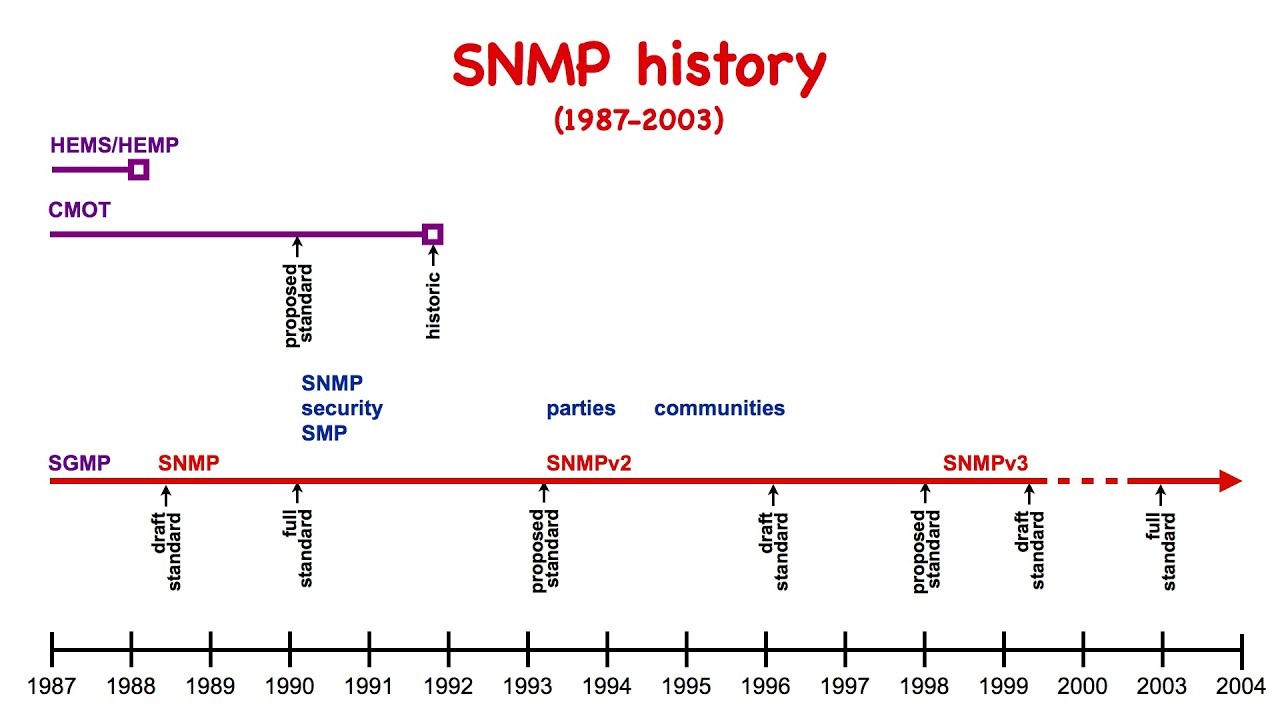 SNMP history
(1987-2003)
HEMS/HEMP
CMOT
proposed
standard
historic
SNMP
security
SMP
parties
communities
SGMP
SNMP
SNMPv2
SNMPv3
draft
standard
full
standard
proposed
standard
draft
standard
proposed
standard
draft
standard
full
standard
1987 1988 1989 1990 1991 1992 1993 1994 1995 1996 1997 1998 1999 2000 2003 2004